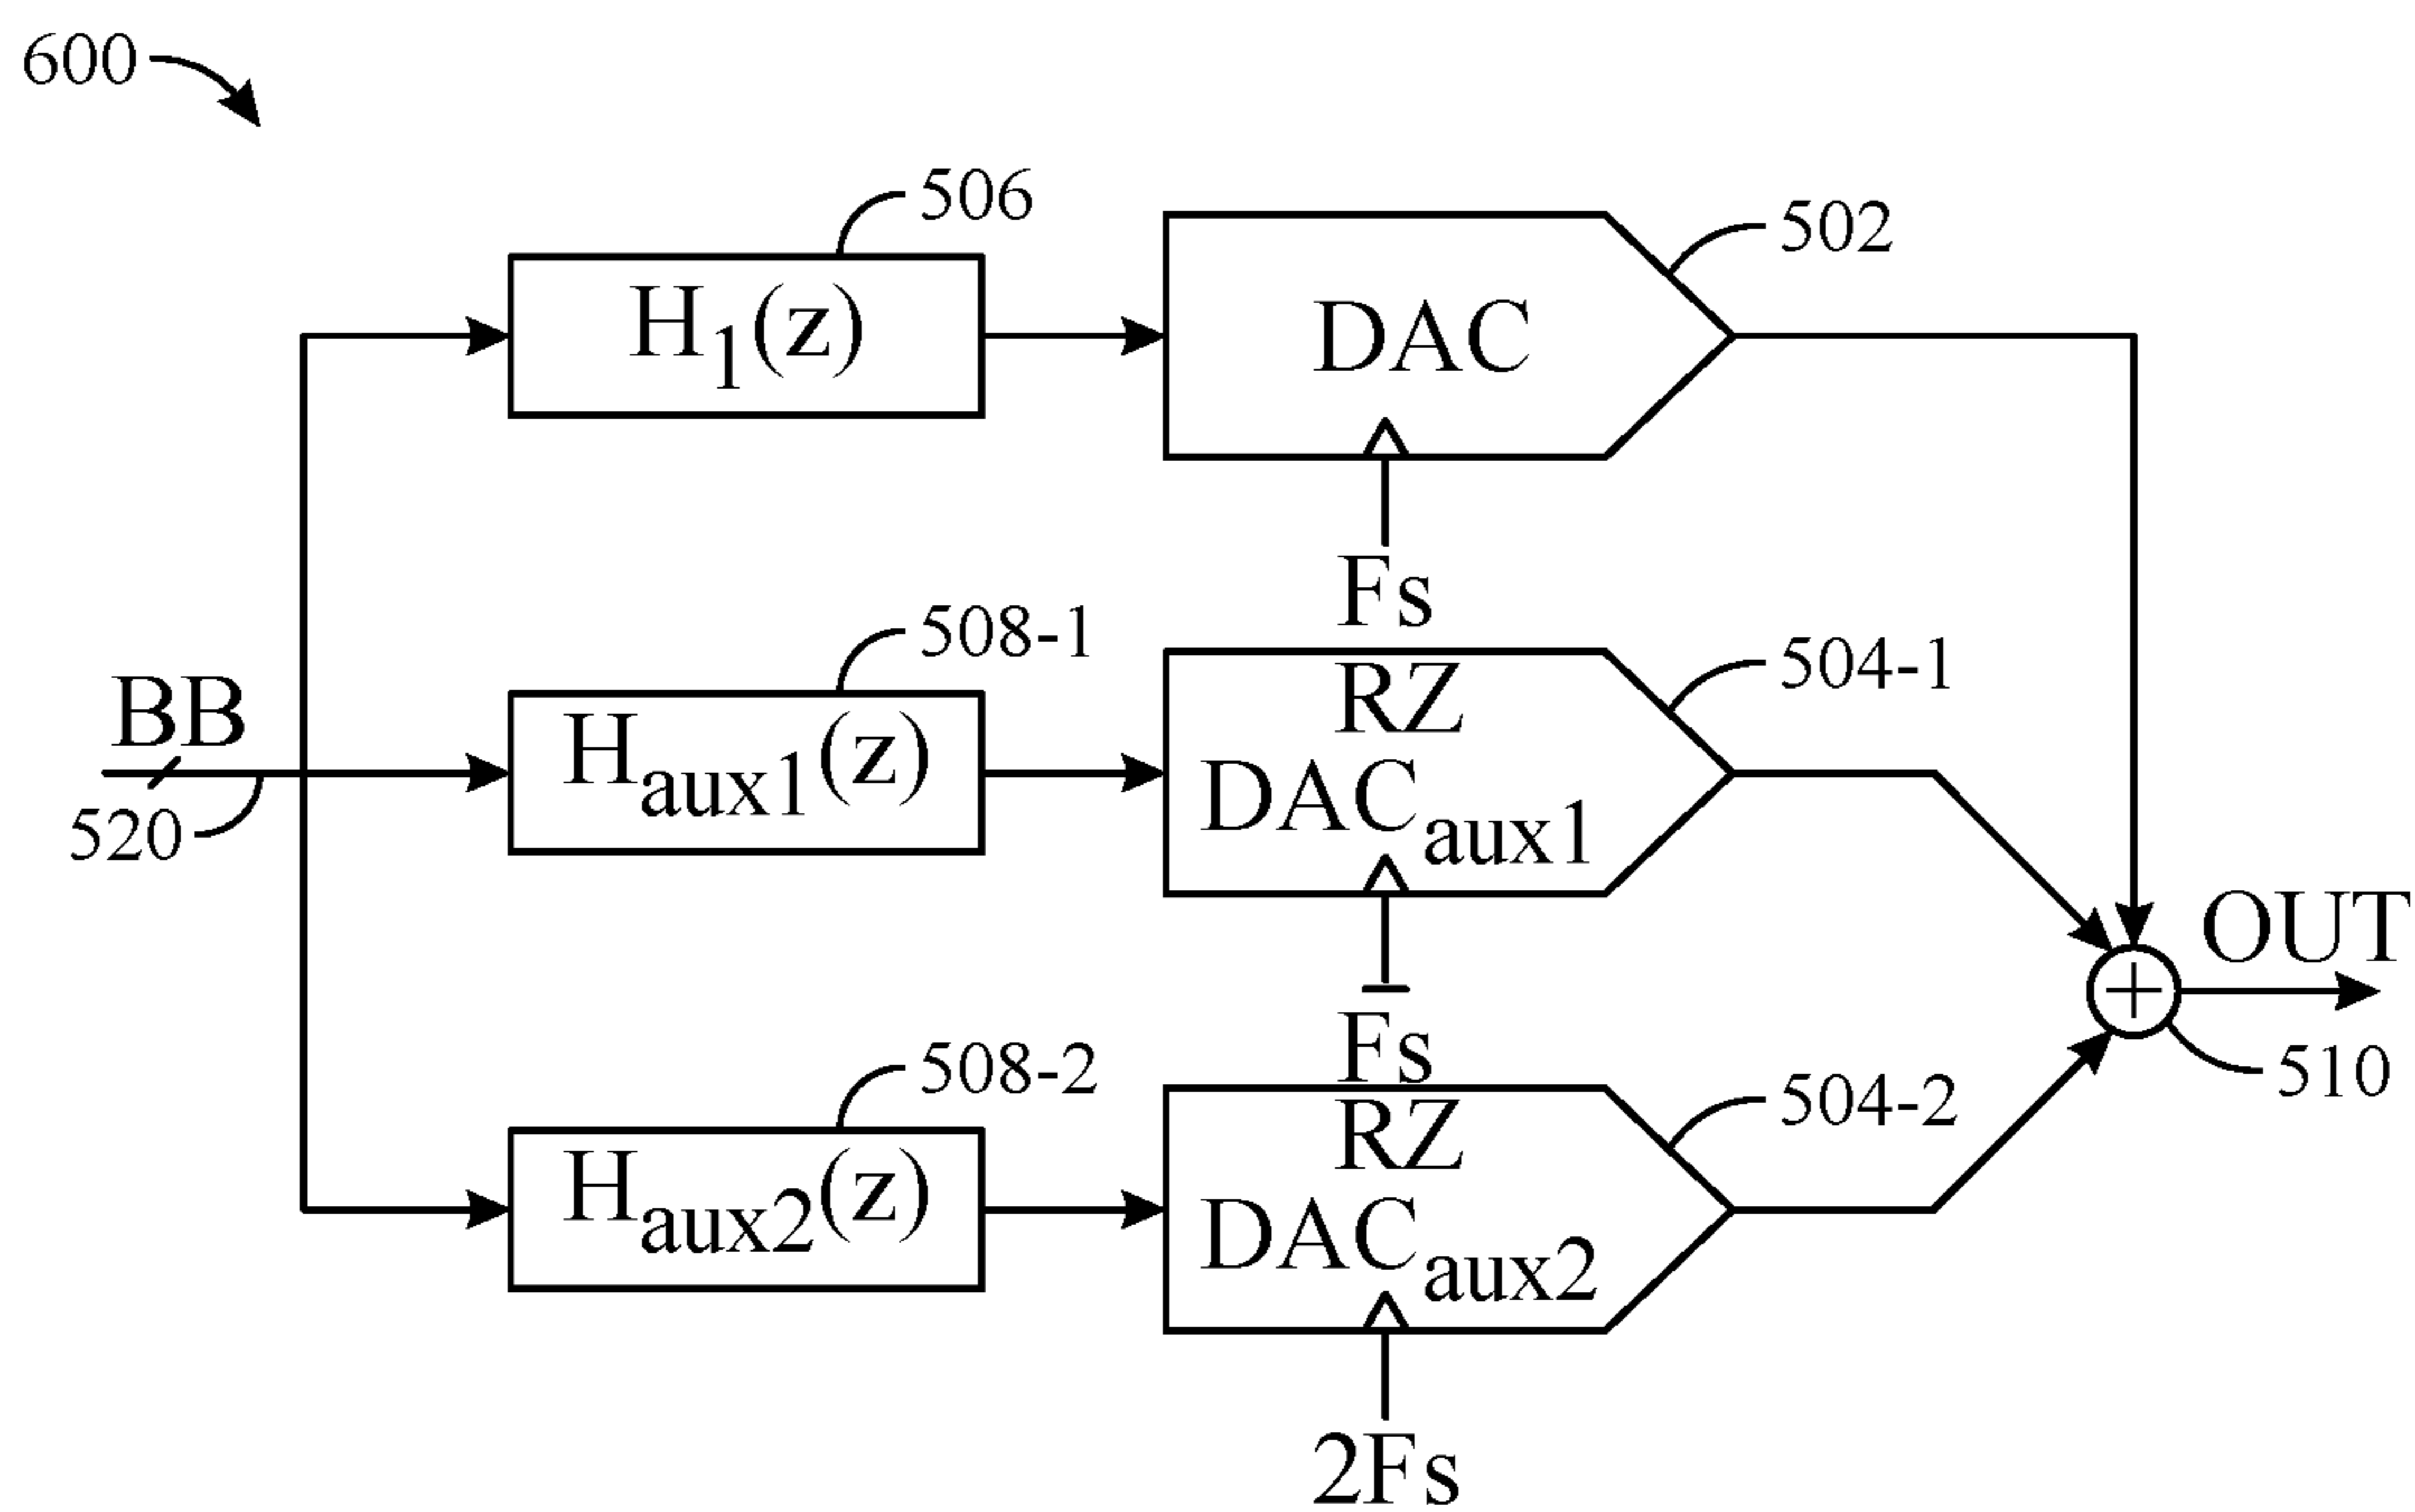 600
506
H1(z)
502
DAC
Fs
508-1
504-1
BB
Haux1(z)
RZ
DACaux1
520
OUT
F̅s̅
510
508-2
504-2
Haux2(z)
RZ
DACaux2
2Fs